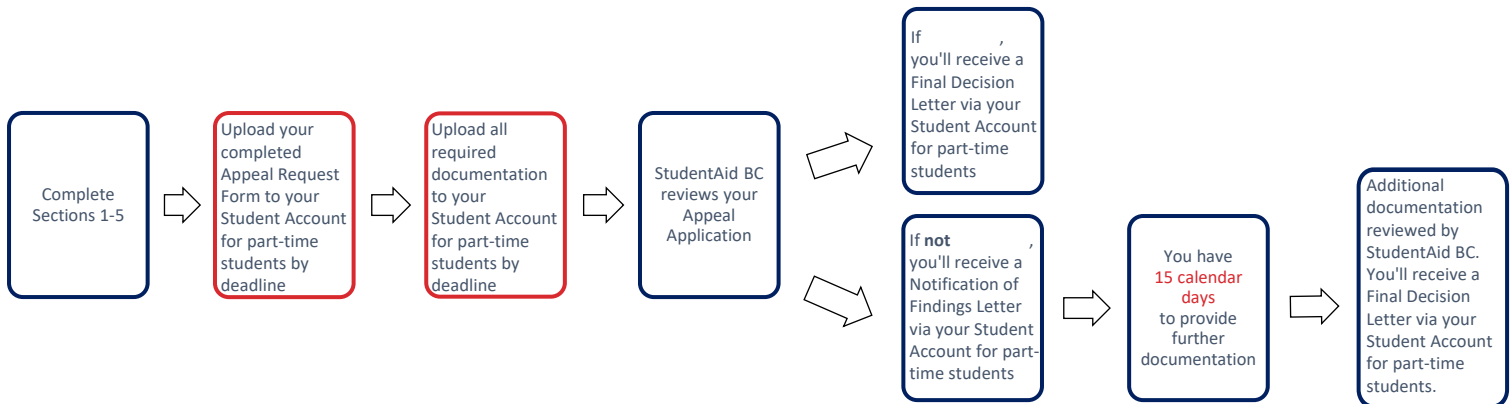 Complete
Sections 1-5
Upload your
completed
Appeal Request
Form to your
Student Account
for part-time
students by
deadline
Upload all
required
documentation
to your
Student Account
for part-time
students by
deadline
StudentAid BC
reviews your
Appeal
Application
If ,
you'll receive a
Final Decision
Letter via your
Student Account
for part-time
students
If not ,
you'll receive a
Notification of
Findings Letter
via your Student
Account for part-
time students
You have
15 calendar
days
to provide
further
documentation
Additional
documentation
reviewed by
StudentAid BC.
You'll receive a
Final Decision
Letter via your
Student Account
for part-time
students.